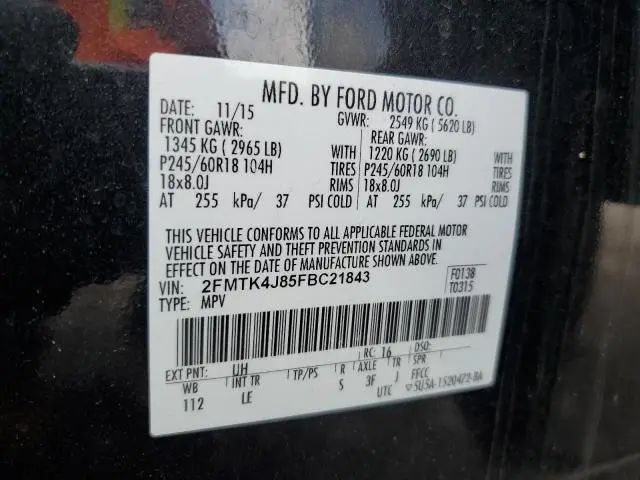 MFD. BY FORD MOTOR CO.
DATE: 11/15 GVWR: 2549 KG ( 5620 LB)
FRONT GAWR: REAR GAWR:
1345 KG ( 2965 LB) WITH 1220 KG ( 2690 LB) WITH
P245/60R18 104H TIRES P245/60R18 104H TIRES
18x8.0J RIMS 18x8.0J RIMS
AT 255 kPa/ 37 PSI COLD AT 255 kPa/ 37 PSI COLD
THIS VEHICLE CONFORMS TO ALL APPLICABLE FEDERAL MOTOR
VEHICLE SAFETY AND THEFT PREVENTION STANDARDS IN
EFFECT ON THE DATE OF MANUFACTURE SHOWN ABOVE.
VIN: 2FMTK4J85FBC21843 F0138
TYPE: MPV T0315
EXT PNT: UH RC: 16 DSO:
WB INT TR TP/PS R AXLE TR SPR
112 LE S 3F J FFCC
UTC 5U5A-1520472-BA